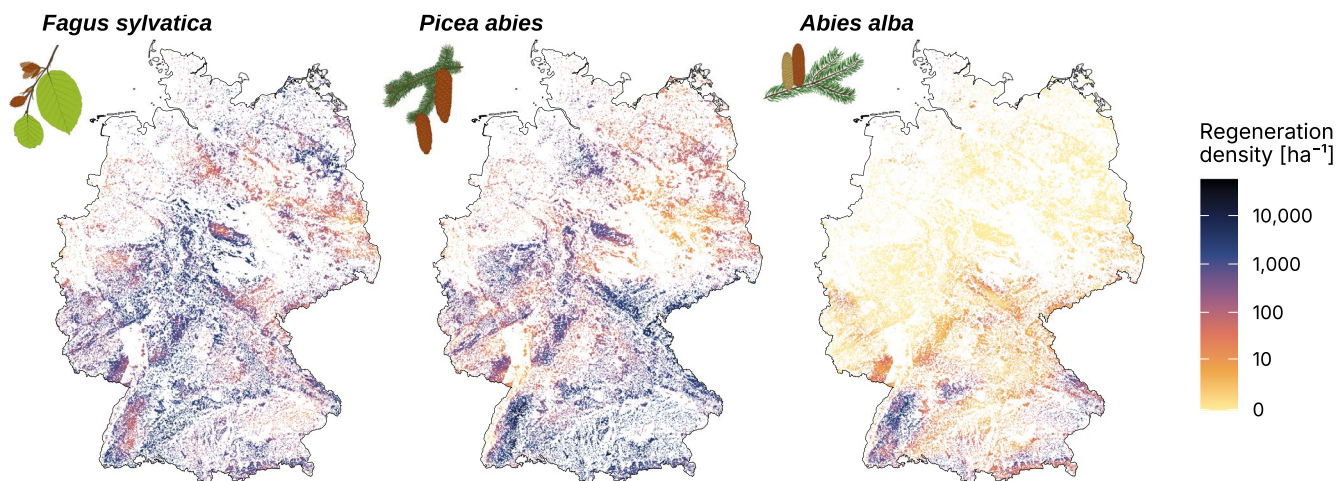 Fagus sylvatica
Picea abies
Abies alba
Regeneration
density [ha⁻¹]
10,000
1,000
100
10
0